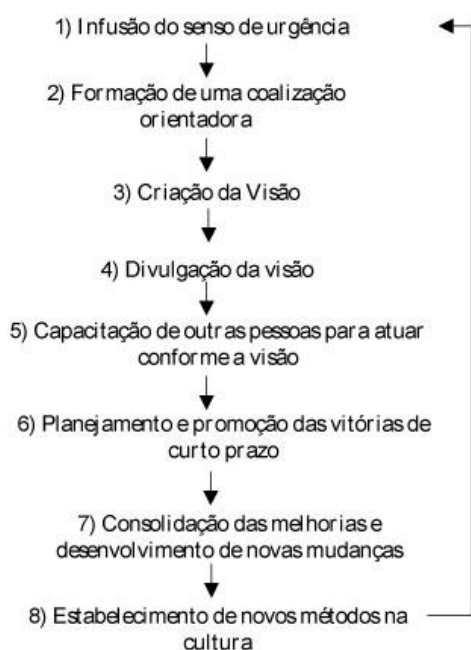 1) Infusão do senso de urgência
2) Formação de uma coalização
orientadora
3) Criação da Visão
4) Divulgação da visão
5) Capacitação de outras pessoas para atuar
conforme a visão
6) Planejamento e promoção das vitórias de
curto prazo
7) Consolidação das melhorias e
desenvolvimento de novas mudanças
8) Estabelecimento de novos métodos na
cultura